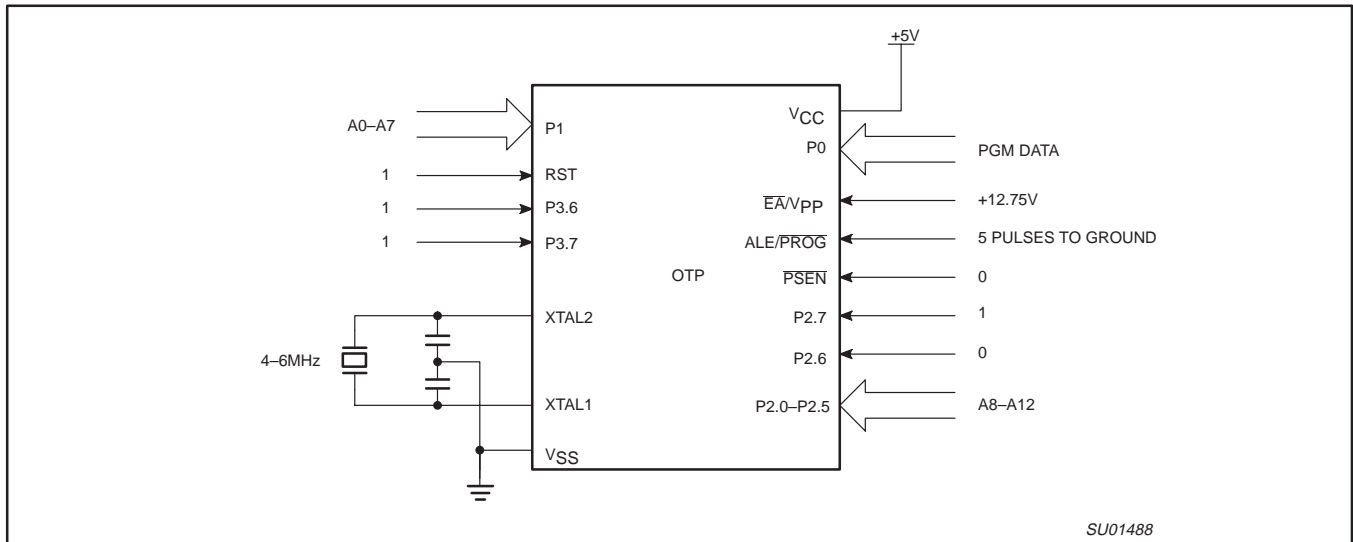 +5V
A0–A7
P1
VCC
P0
PGM DATA
1
RST
1
P3.6
EA/VPP
+12.75V
1
P3.7
ALE/PROG
5 PULSES TO GROUND
OTP
PSEN
0
XTAL2
P2.7
1
4–6MHz
P2.6
0
XTAL1
P2.0–P2.5
A8–A12
VSS
SU01488